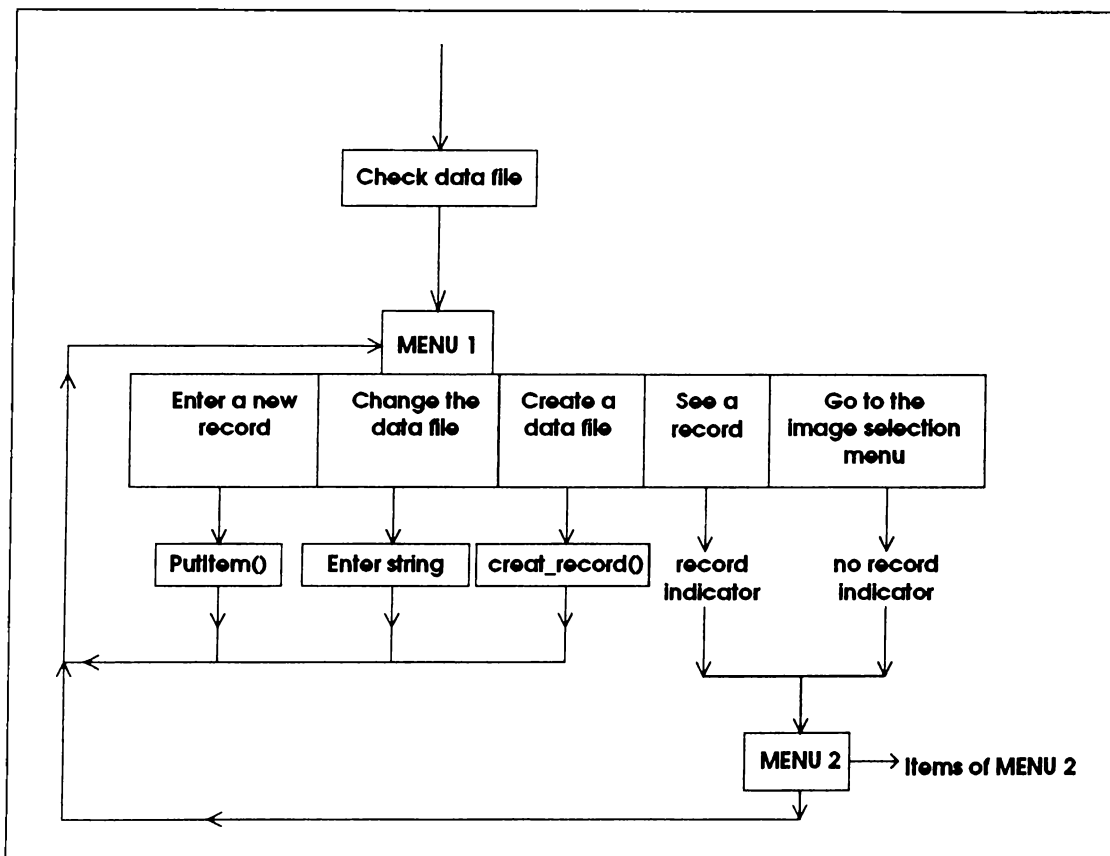 Check data file
MENU 1
Enter a new
record
Change the
data file
Create a
data file
See a
record
Go to the
image selection
menu
PutItem()
Enter string
creat_record()
record
indicator
no record
indicator
MENU 2
Items of MENU 2